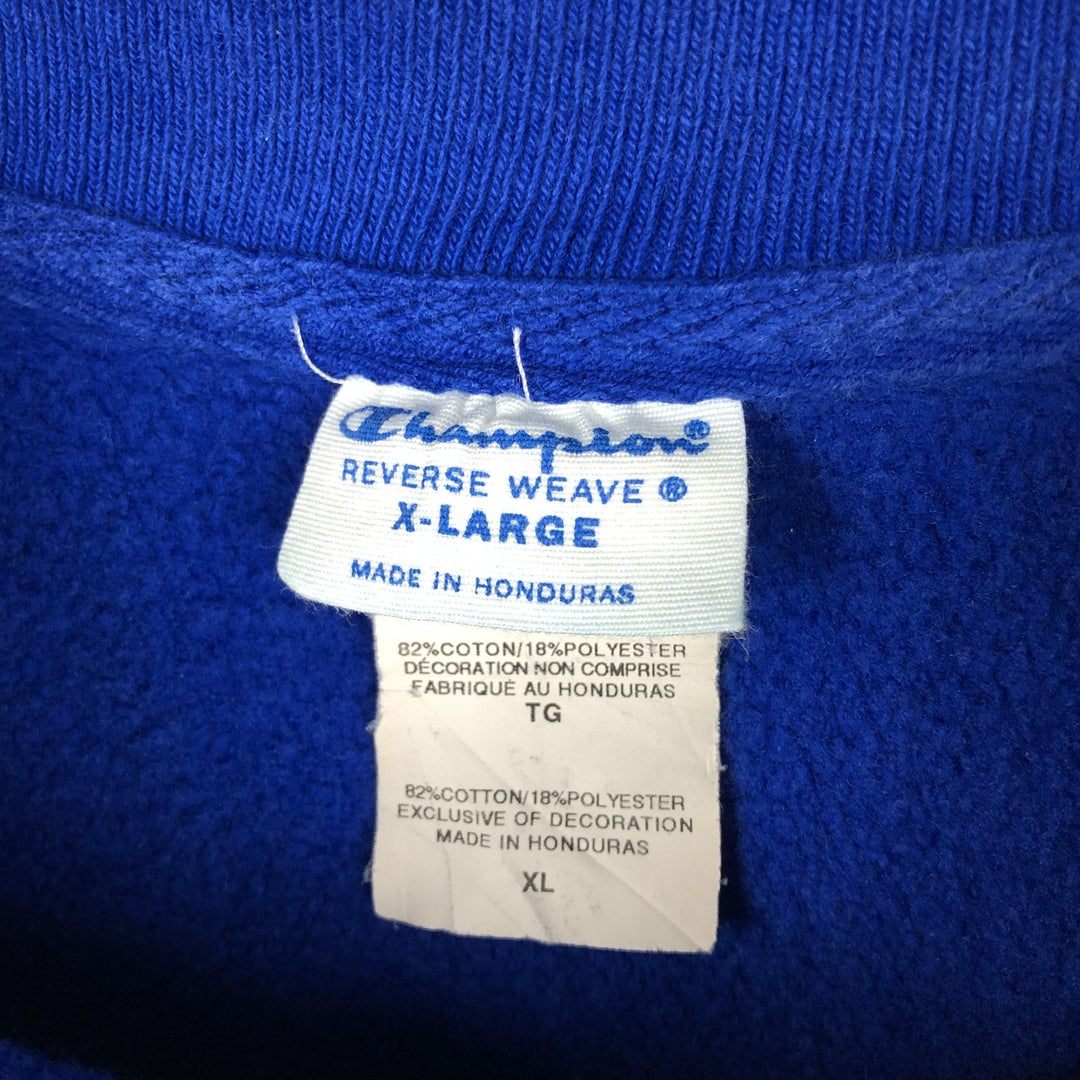 Champion®
REVERSE WEAVE ®
X-LARGE
MADE IN HONDURAS
82%COTON/18%POLYESTER
DÉCORATION NON COMPRISE
FABRIQUÉ AU HONDURAS
TG
82%COTTON/18%POLYESTER
EXCLUSIVE OF DECORATION
MADE IN HONDURAS
XL